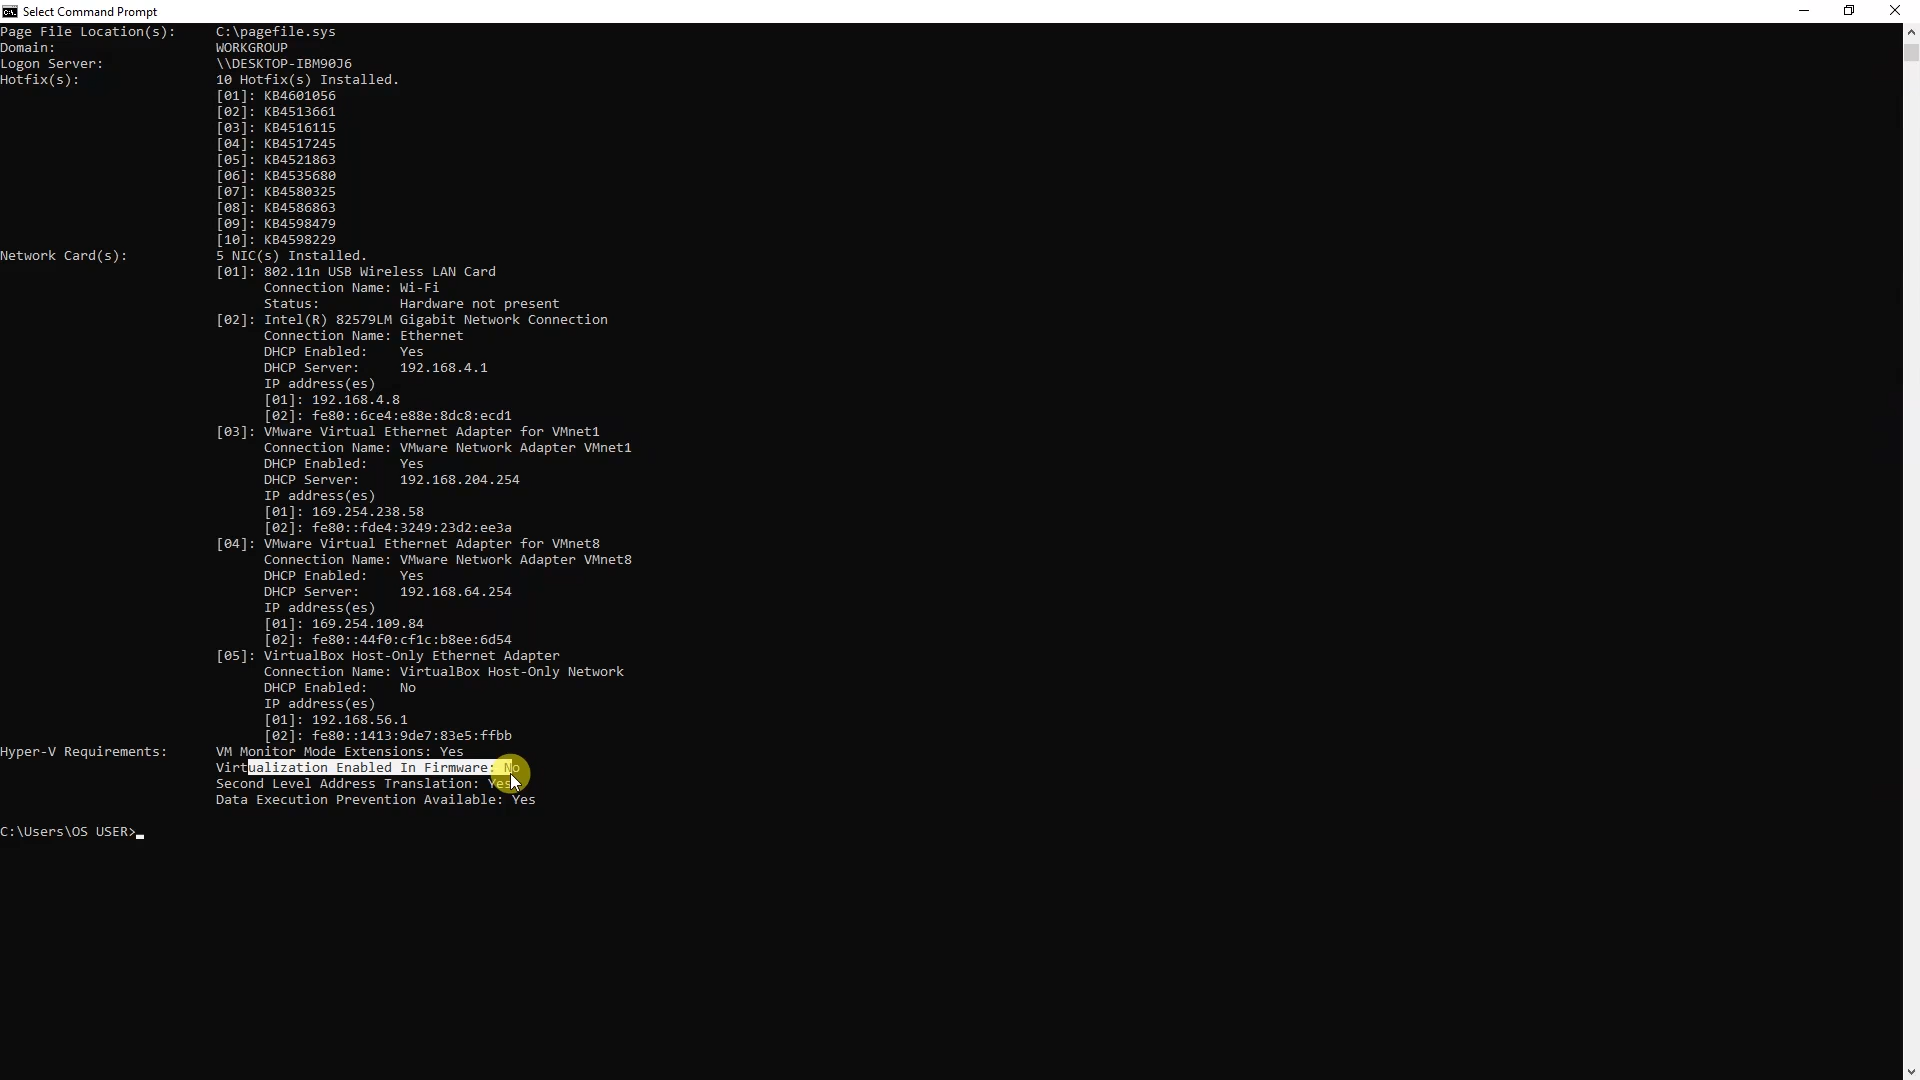 Select Command Prompt
Page File Location(s):    C:\pagefile.sys
Domain:                   WORKGROUP
Logon Server:             \\DESKTOP-IBM90J6
Hotfix(s):                10 Hotfix(s) Installed.
                          [01]: KB4601056
                          [02]: KB4513661
                          [03]: KB4516115
                          [04]: KB4517245
                          [05]: KB4521863
                          [06]: KB4535680
                          [07]: KB4580325
                          [08]: KB4586863
                          [09]: KB4598479
                          [10]: KB4598229
Network Card(s):          5 NIC(s) Installed.
                          [01]: 802.11n USB Wireless LAN Card
                                Connection Name: Wi-Fi
                                Status:          Hardware not present
                          [02]: Intel(R) 82579LM Gigabit Network Connection
                                Connection Name: Ethernet
                                DHCP Enabled:    Yes
                                DHCP Server:     192.168.4.1
                                IP address(es)
                                [01]: 192.168.4.8
                                [02]: fe80::6ce4:e88e:8dc8:ecd1
                          [03]: VMware Virtual Ethernet Adapter for VMnet1
                                Connection Name: VMware Network Adapter VMnet1
                                DHCP Enabled:    Yes
                                DHCP Server:     192.168.204.254
                                IP address(es)
                                [01]: 169.254.238.58
                                [02]: fe80::fde4:3249:23d2:ee3a
                          [04]: VMware Virtual Ethernet Adapter for VMnet8
                                Connection Name: VMware Network Adapter VMnet8
                                DHCP Enabled:    Yes
                                DHCP Server:     192.168.64.254
                                IP address(es)
                                [01]: 169.254.109.84
                                [02]: fe80::44f0:cf1c:b8ee:6d54
                          [05]: VirtualBox Host-Only Ethernet Adapter
                                Connection Name: VirtualBox Host-Only Network
                                DHCP Enabled:    No
                                IP address(es)
                                [01]: 192.168.56.1
                                [02]: fe80::1413:9de7:83e5:ffbb
Hyper-V Requirements:     VM Monitor Mode Extensions: Yes
                          Virtualization Enabled In Firmware: No
                          Second Level Address Translation: Yes
                          Data Execution Prevention Available: Yes
C:\Users\OS USER>